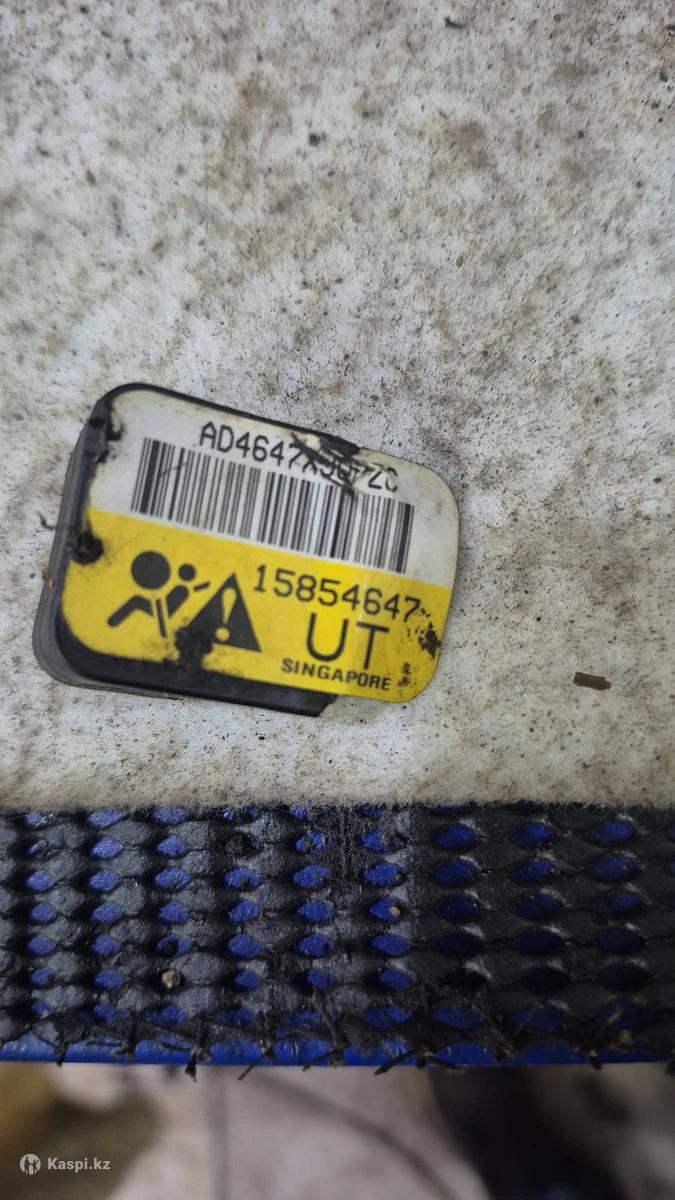 15854647
UT
SINGAPORE
Kaspi.kz